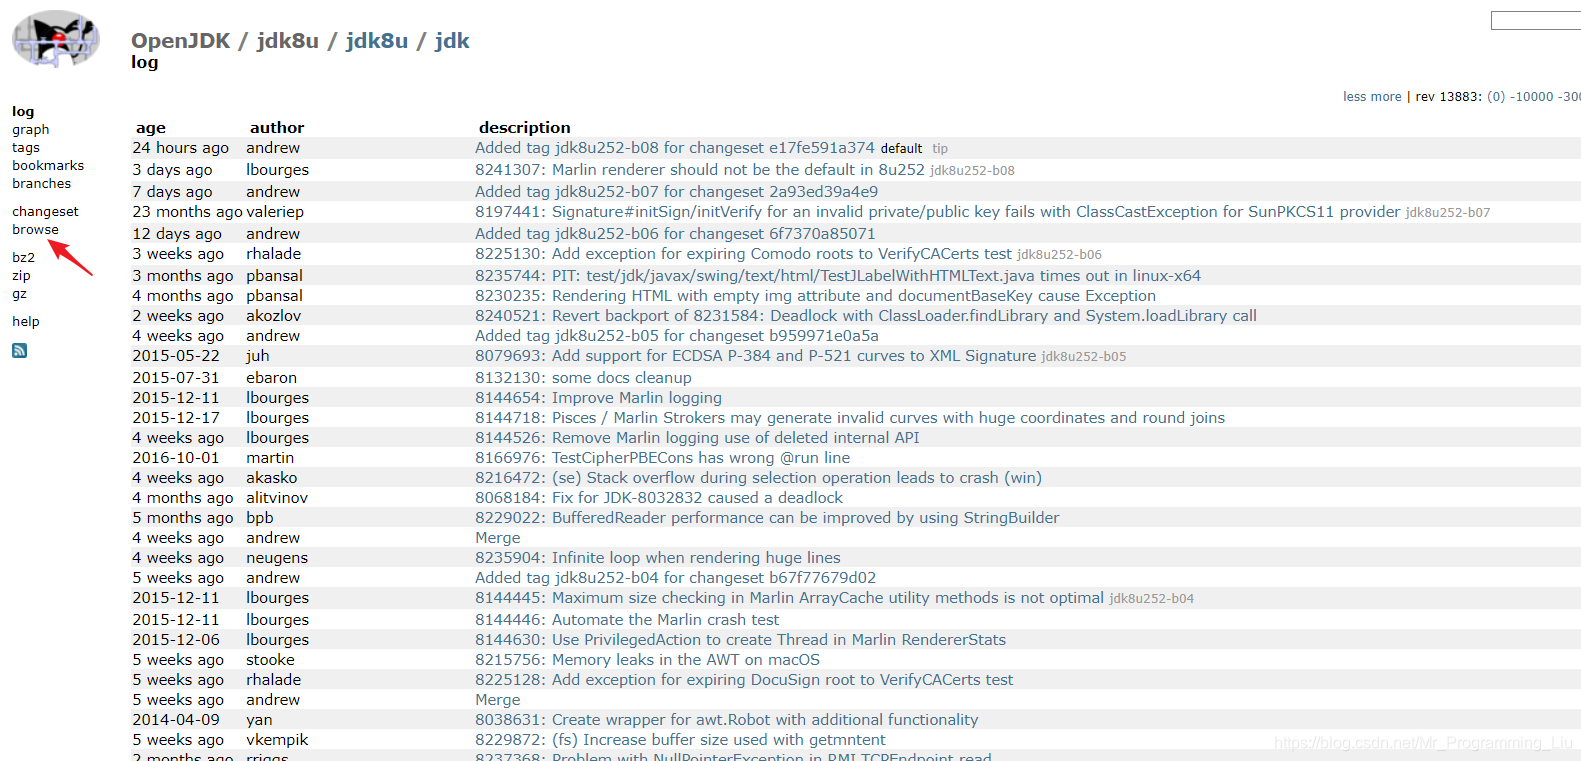 OpenJDK / jdk8u / jdk8u / jdk
log
less more | rev 13883: (0) -10000 -300
log
graph
tags
bookmarks
branches
changeset
browse
bz2
zip
gz
help
age author description
24 hours ago andrew Added tag jdk8u252-b08 for changeset e17fe591a374 default tip
3 days ago lbourges 8241307: Marlin renderer should not be the default in 8u252 jdk8u252-b08
7 days ago andrew Added tag jdk8u252-b07 for changeset 2a93ed39a4e9
23 months ago valeriep 8197441: Signature#initSign/initVerify for an invalid private/public key fails with ClassCastException for SunPKCS11 provider jdk8u252-b07
12 days ago andrew Added tag jdk8u252-b06 for changeset 6f7370a85071
3 weeks ago rhalade 8225130: Add exception for expiring Comodo roots to VerifyCACerts test jdk8u252-b06
3 months ago pbansal 8235744: PIT: test/jdk/javax/swing/text/html/TestJLabelWithHTMLText.java times out in linux-x64
4 months ago pbansal 8230235: Rendering HTML with empty img attribute and documentBaseKey cause Exception
2 weeks ago akozlov 8240521: Revert backport of 8231584: Deadlock with ClassLoader.findLibrary and System.loadLibrary call
4 weeks ago andrew Added tag jdk8u252-b05 for changeset b959971e0a5a
2015-05-22 juh 8079693: Add support for ECDSA P-384 and P-521 curves to XML Signature jdk8u252-b05
2015-07-31 ebaron 8132130: some docs cleanup
2015-12-11 lbourges 8144654: Improve Marlin logging
2015-12-17 lbourges 8144718: Pisces / Marlin Strokers may generate invalid curves with huge coordinates and round joins
4 weeks ago lbourges 8144526: Remove Marlin logging use of deleted internal API
2016-10-01 martin 8166976: TestCipherPBECons has wrong @run line
4 weeks ago akasko 8216472: (se) Stack overflow during selection operation leads to crash (win)
4 months ago alitvinov 8068184: Fix for JDK-8032832 caused a deadlock
5 months ago bpb 8229022: BufferedReader performance can be improved by using StringBuilder
4 weeks ago andrew Merge
4 weeks ago neugens 8235904: Infinite loop when rendering huge lines
5 weeks ago andrew Added tag jdk8u252-b04 for changeset b67f77679d02
2015-12-11 lbourges 8144445: Maximum size checking in Marlin ArrayCache utility methods is not optimal jdk8u252-b04
2015-12-11 lbourges 8144446: Automate the Marlin crash test
2015-12-06 lbourges 8144630: Use PrivilegedAction to create Thread in Marlin RendererStats
5 weeks ago stooke 8215756: Memory leaks in the AWT on macOS
5 weeks ago rhalade 8225128: Add exception for expiring DocuSign root to VerifyCACerts test
5 weeks ago andrew Merge
2014-04-09 yan 8038631: Create wrapper for awt.Robot with additional functionality
5 weeks ago vkempik 8229872: (fs) Increase buffer size used with getmntent
2 months ago rriggs 8237368: Problem with NullPointerException in RMI TCPEndpoint.read
https://blog.csdn.net/Mr_Programming_Liu